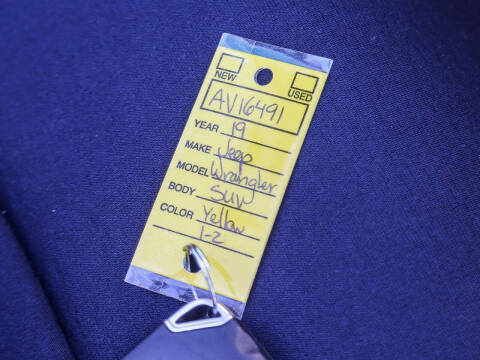 NEW USED
AV16491
YEAR 19
MAKE Jeep
MODEL Wrangler
BODY SUV
COLOR Yellow
1-2